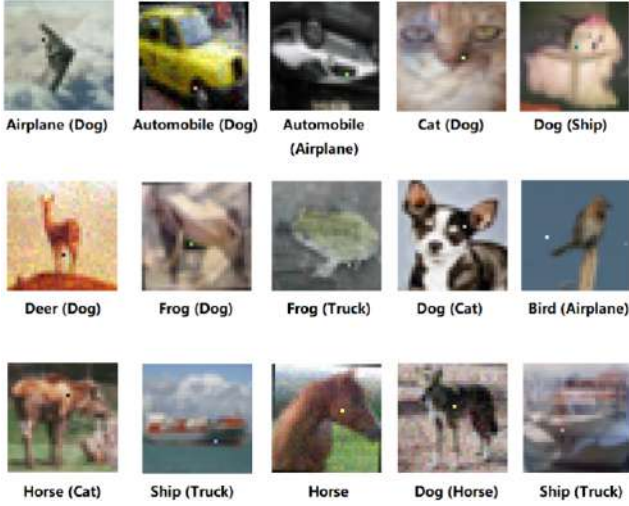 Airplane (Dog)
Automobile (Dog)
Automobile
(Airplane)
Cat (Dog)
Dog (Ship)
Deer (Dog)
Frog (Dog)
Frog (Truck)
Dog (Cat)
Bird (Airplane)
Horse (Cat)
Ship (Truck)
Horse
Dog (Horse)
Ship (Truck)